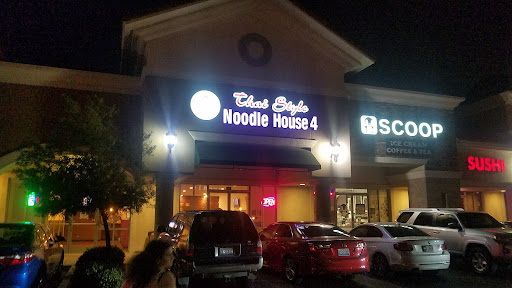 Thai Style
Noodle House 4
SCOOP
ICE CREAM
COFFEE & TEA
SUSHI